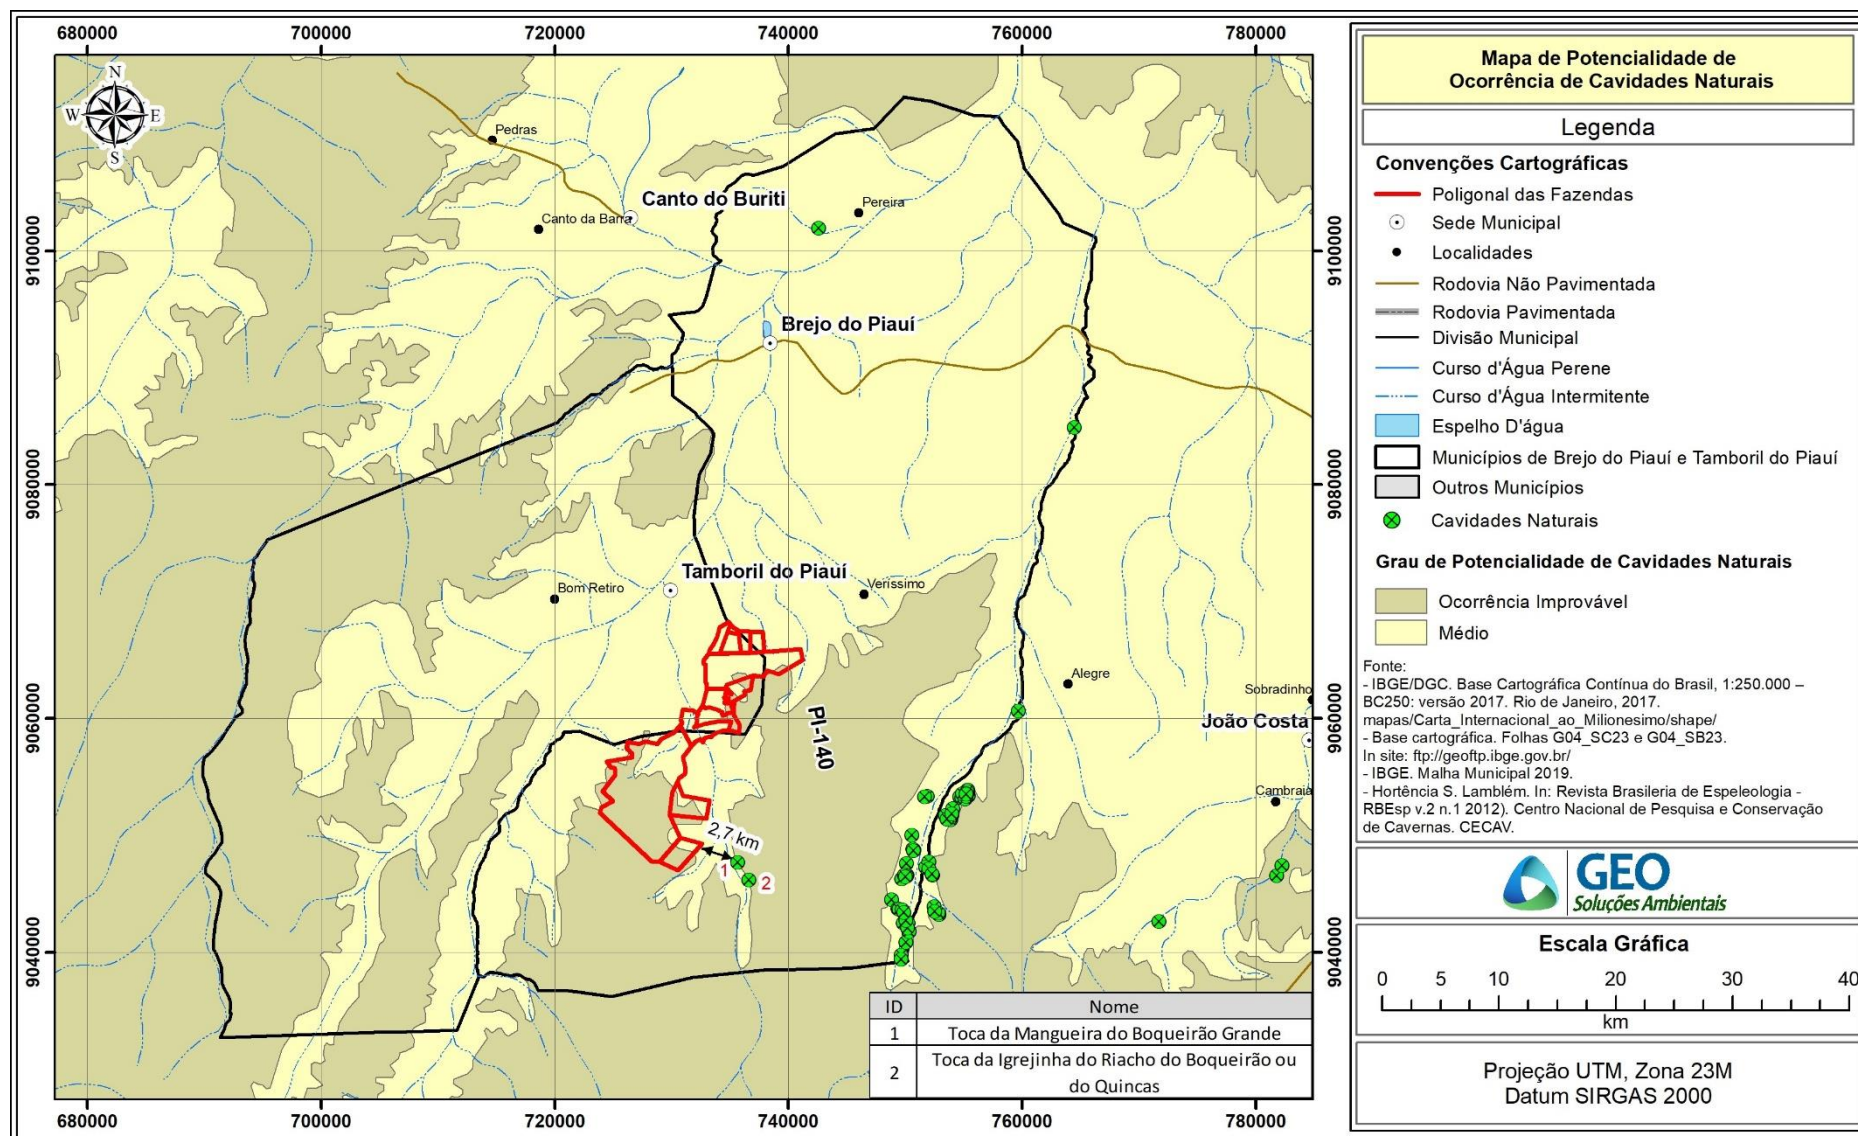 680000
700000
720000
740000
760000
780000
N
W
E
S
Pedras
Canto da Barra
Canto do Buriti
Pereira
9100000
9100000
Brejo do Piauí
9080000
9080000
Tamboril do Piauí
Bom Retiro
Veríssimo
Alegre
Sobradinho
João Costa
9060000
9060000
PI-140
Cambraia
2,7 km
1
2
9040000
9040000
ID
Nome
1
Toca da Mangueira do Boqueirão Grande
2
Toca da Igrejinha do Riacho do Boqueirão ou
do Quincas
680000
700000
720000
740000
760000
780000
Mapa de Potencialidade de
Ocorrência de Cavidades Naturais
Legenda
Convenções Cartográficas
Poligonal das Fazendas
Sede Municipal
Localidades
Rodovia Não Pavimentada
Rodovia Pavimentada
Divisão Municipal
Curso d'Água Perene
Curso d'Água Intermitente
Espelho D'água
Municípios de Brejo do Piauí e Tamboril do Piauí
Outros Municípios
Cavidades Naturais
Grau de Potencialidade de Cavidades Naturais
Ocorrência Improvável
Médio
Fonte:
- IBGE/DGC. Base Cartográfica Contínua do Brasil, 1:250.000 –
BC250: versão 2017. Rio de Janeiro, 2017.
mapas/Carta_Internacional_ao_Milionesimo/shape/
- Base cartográfica. Folhas G04_SC23 e G04_SB23.
In site: ftp://geoftp.ibge.gov.br/
- IBGE. Malha Municipal 2019.
- Hortência S. Lamblém. In: Revista Brasileria de Espeleologia -
RBEsp v.2 n.1 2012). Centro Nacional de Pesquisa e Conservação
de Cavernas. CECAV.
GEO
Soluções Ambientais
Escala Gráfica
0 5 10 20 30 40
km
Projeção UTM, Zona 23M
Datum SIRGAS 2000